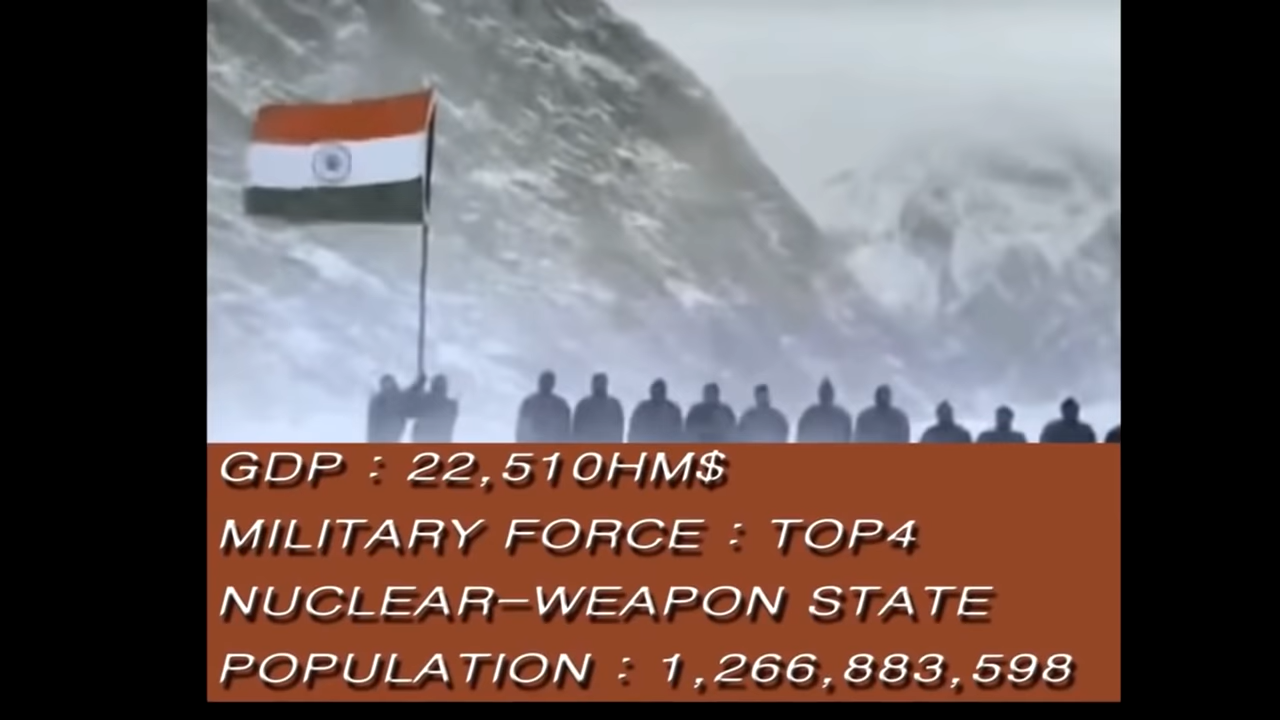 GDP : 22,510HM$
MILITARY FORCE : TOP4
NUCLEAR-WEAPON STATE
POPULATION : 1,266,883,598